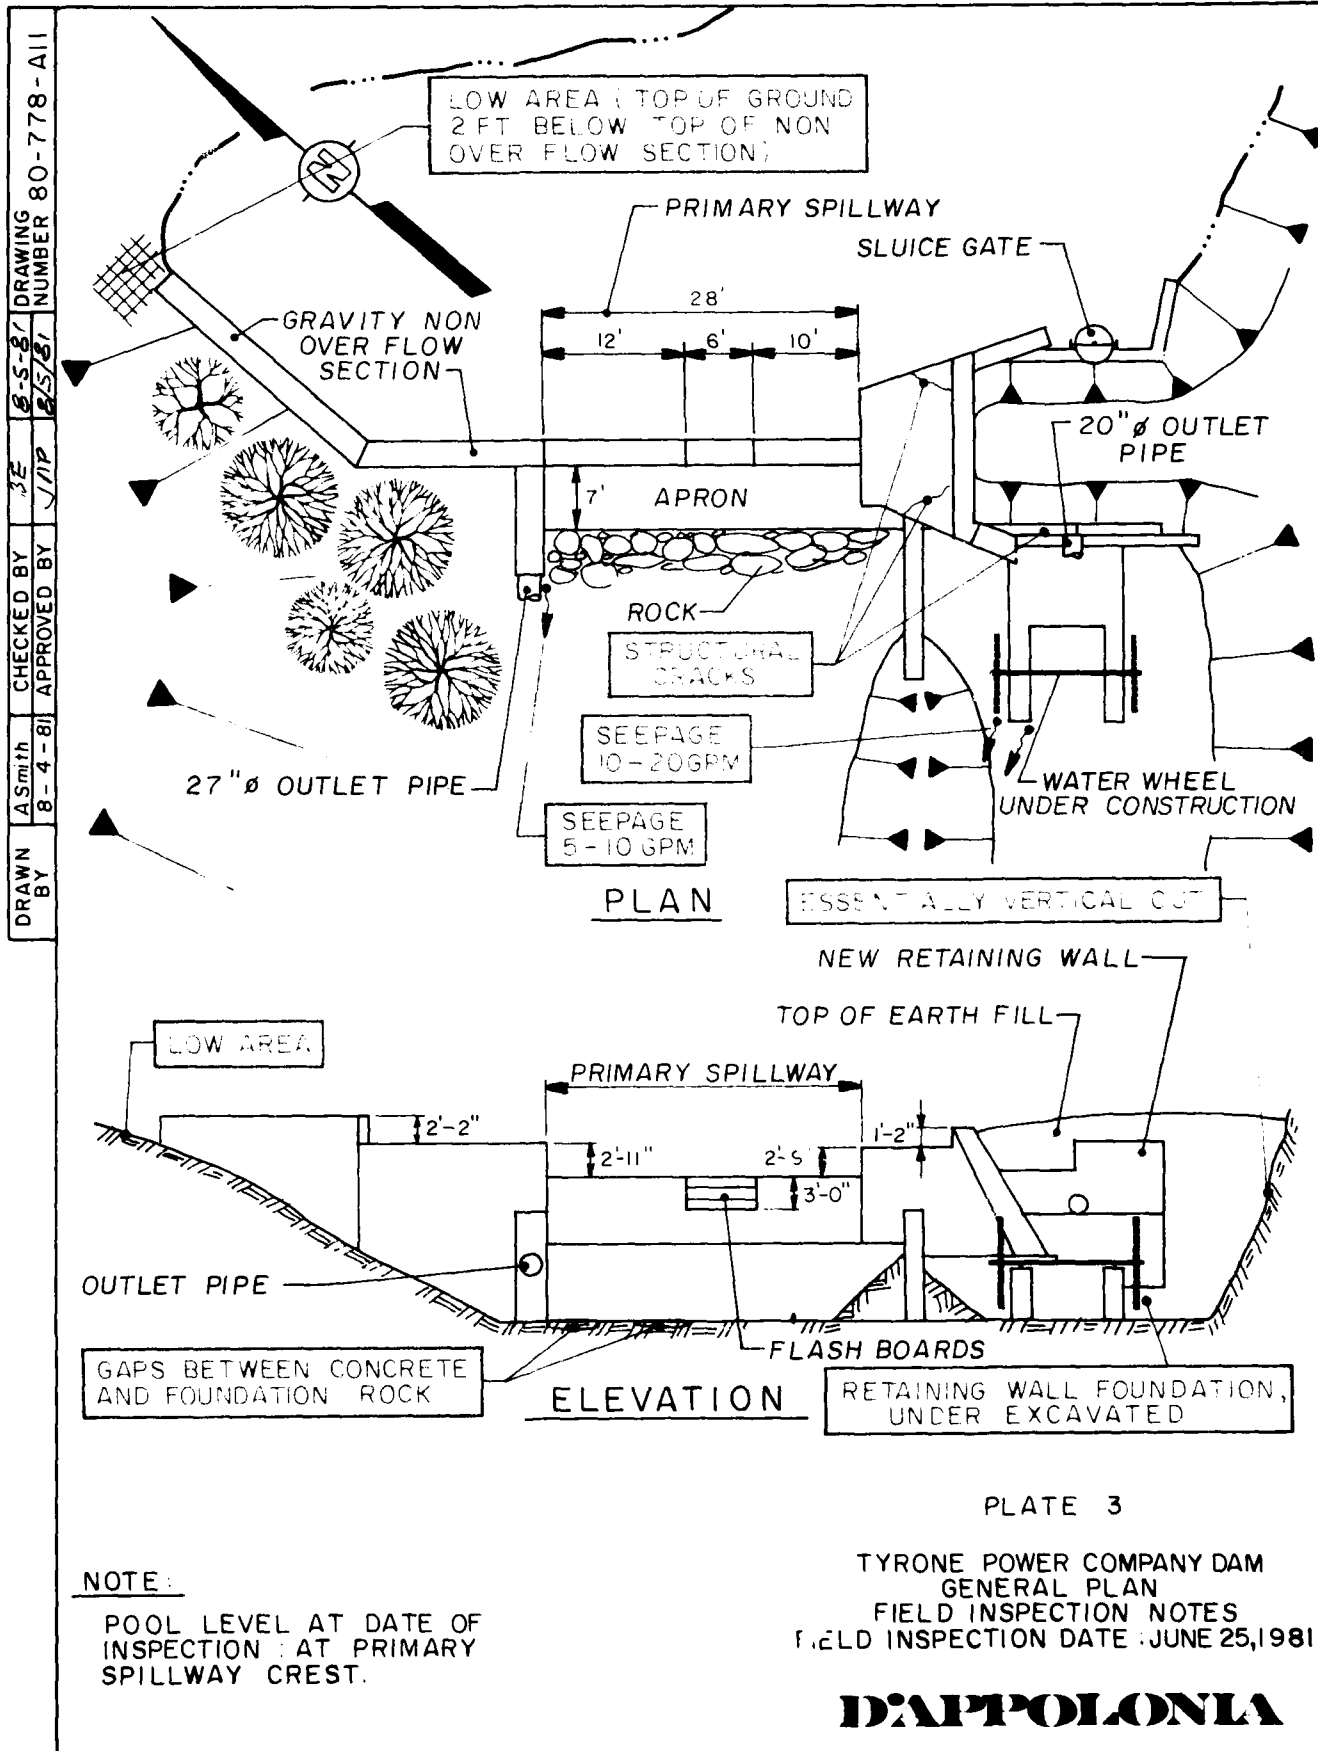 DRAWING NUMBER 80-778-A11
8-5-81
8/5/81
CHECKED BY
APPROVED BY
ASmith
8-4-81
DRAWN BY
LOW AREA (TOP OF GROUND
2 FT BELOW TOP OF NON
OVER FLOW SECTION)
N
PRIMARY SPILLWAY
SLUICE GATE
28'
12'
6'
10'
GRAVITY NON
OVER FLOW
SECTION
20"ø OUTLET
PIPE
7'
APRON
ROCK
STRUCTURAL
CRACKS
SEEPAGE
10-20GPM
27"ø OUTLET PIPE
WATER WHEEL
UNDER CONSTRUCTION
SEEPAGE
5-10 GPM
PLAN
ESSENTIALLY VERTICAL CUT
NEW RETAINING WALL
TOP OF EARTH FILL
LOW AREA
PRIMARY SPILLWAY
2'-2"
2'-11"
1'-2"
3'-0"
OUTLET PIPE
FLASH BOARDS
GAPS BETWEEN CONCRETE
AND FOUNDATION ROCK
ELEVATION
RETAINING WALL FOUNDATION,
UNDER EXCAVATED
PLATE 3
NOTE:
POOL LEVEL AT DATE OF
INSPECTION : AT PRIMARY
SPILLWAY CREST.
TYRONE POWER COMPANY DAM
GENERAL PLAN
FIELD INSPECTION NOTES
FIELD INSPECTION DATE : JUNE 25, 1981
D'APPOLONIA